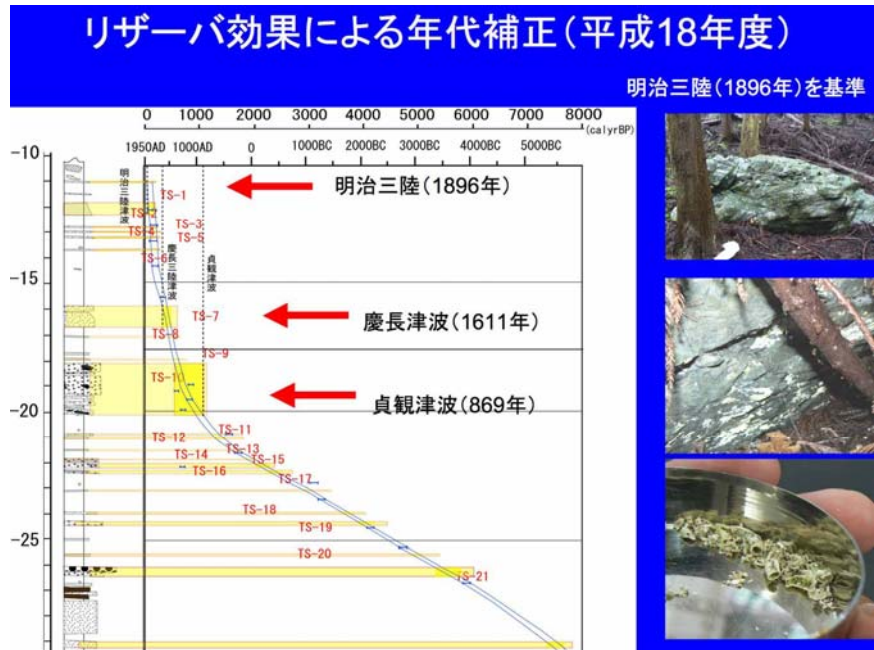 リザーバ効果による年代補正（平成18年度）
明治三陸（1896年）を基準
0 1000 2000 3000 4000 5000 6000 7000 8000
(calyrBP)
1950AD 1000AD 0 1000BC 2000BC 3000BC 4000BC 5000BC
-10
明治三陸津波
TS-1
明治三陸（1896年）
TS-2
TS-3
TS-4
TS-5
TS-6
慶長三陸津波
貞観津波
-15
TS-7
慶長津波（1611年）
TS-8
TS-9
TS-10
貞観津波（869年）
-20
TS-11
TS-12
TS-13
TS-14
TS-15
TS-16
TS-17
TS-18
TS-19
-25
TS-20
TS-21